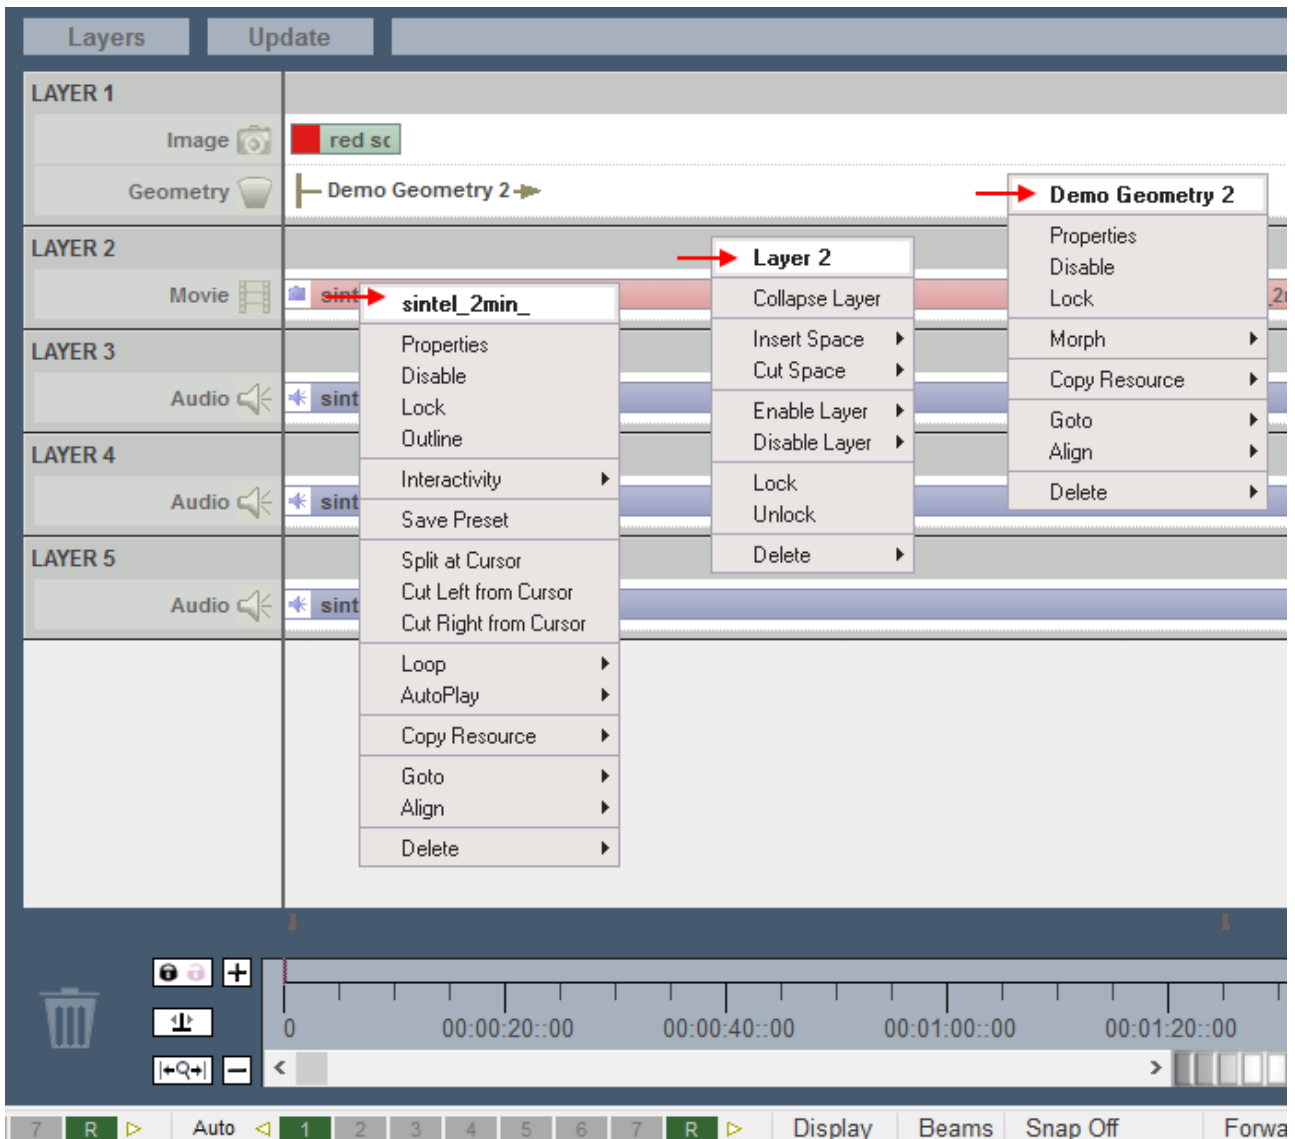 Layers
Update
LAYER 1
Image
red sc
Geometry
Demo Geometry 2
LAYER 2
Movie
sint
LAYER 3
Audio
sint
LAYER 4
Audio
sint
LAYER 5
Audio
sint
sintel_2min_
Properties
Disable
Lock
Outline
Interactivity
Save Preset
Split at Cursor
Cut Left from Cursor
Cut Right from Cursor
Loop
AutoPlay
Copy Resource
Goto
Align
Delete
Layer 2
Collapse Layer
Insert Space
Cut Space
Enable Layer
Disable Layer
Lock
Unlock
Delete
Demo Geometry 2
Properties
Disable
Lock
Morph
Copy Resource
Goto
Align
Delete
0 00:00:20::00 00:00:40::00 00:01:00::00 00:01:20::00
7 R Auto 1 2 3 4 5 6 7 R Display Beams Snap Off Forwa